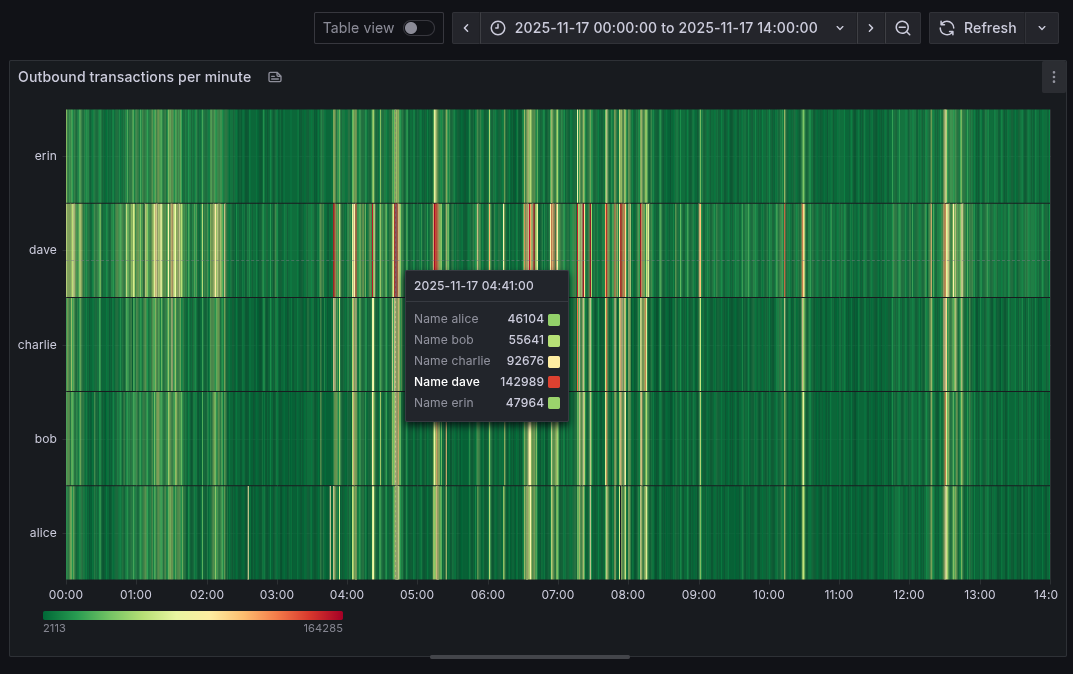 Table view
2025-11-17 00:00:00 to 2025-11-17 14:00:00
Refresh
Outbound transactions per minute
erin
dave
charlie
bob
alice
2025-11-17 04:41:00
Name alice 46104
Name bob 55641
Name charlie 92676
Name dave 142989
Name erin 47964
00:00 01:00 02:00 03:00 04:00 05:00 06:00 07:00 08:00 09:00 10:00 11:00 12:00 13:00 14:0
2113 164285